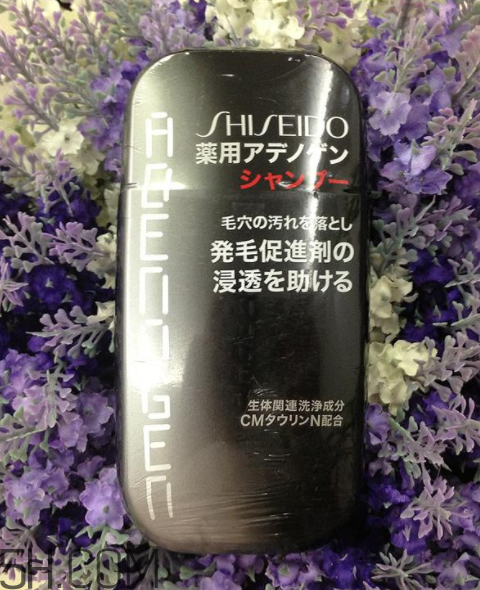 SHISEIDO
薬用アデノゲン
シャンプー
毛穴の汚れを落とし
発毛促進剤の
浸透を助ける
生体関連洗浄成分
CMタウリンN配合
ADENOGEN
5H.COM